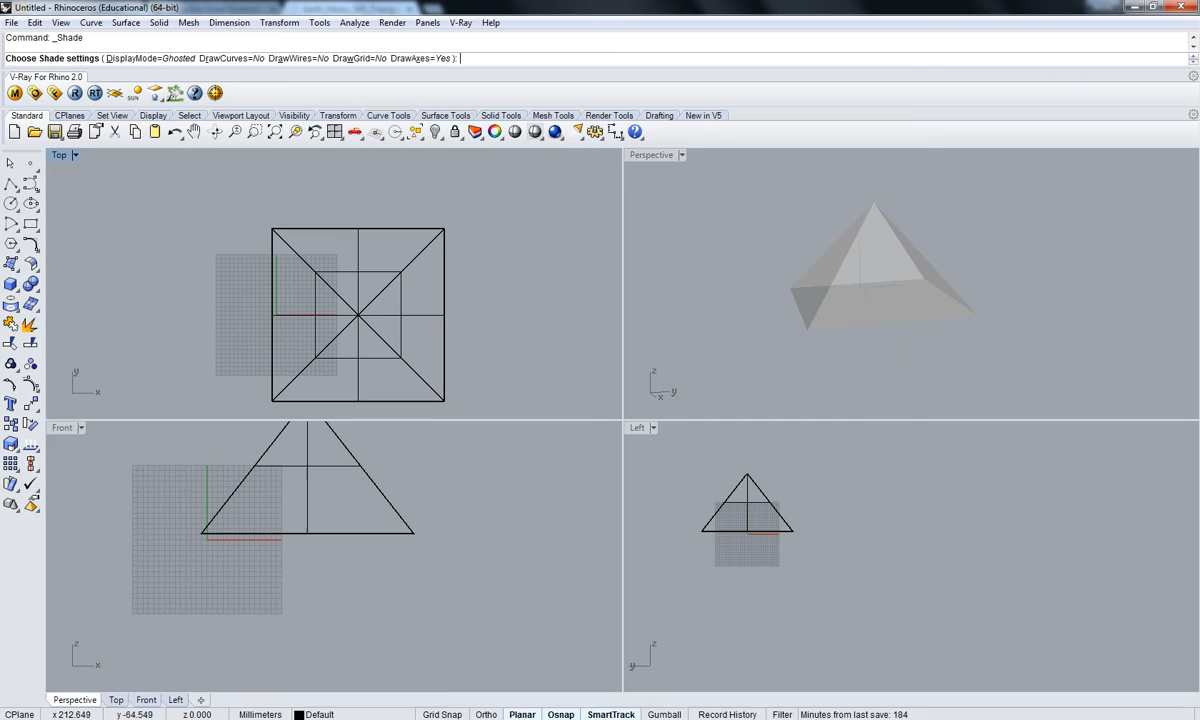 Untitled - Rhinoceros (Educational) (64-bit)
File Edit View Curve Surface Solid Mesh Dimension Transform Tools Analyze Render Panels V-Ray Help
Command: _Shade
Choose Shade settings ( DisplayMode=Ghosted DrawCurves=No DrawWires=No DrawGrid=No DrawAxes=Yes ):
V-Ray For Rhino 2.0
M R RT SUN
Standard CPlanes Set View Display Select Viewport Layout Visibility Transform Curve Tools Surface Tools Solid Tools Mesh Tools Render Tools Drafting New in V5
Top Perspective
y x
z x y
Front Left
z x
z y
Perspective Top Front Left
CPlane x 212.649 y -64.549 z 0.000 Millimeters Default Grid Snap Ortho Planar Osnap SmartTrack Gumball Record History Filter Minutes from last save: 184